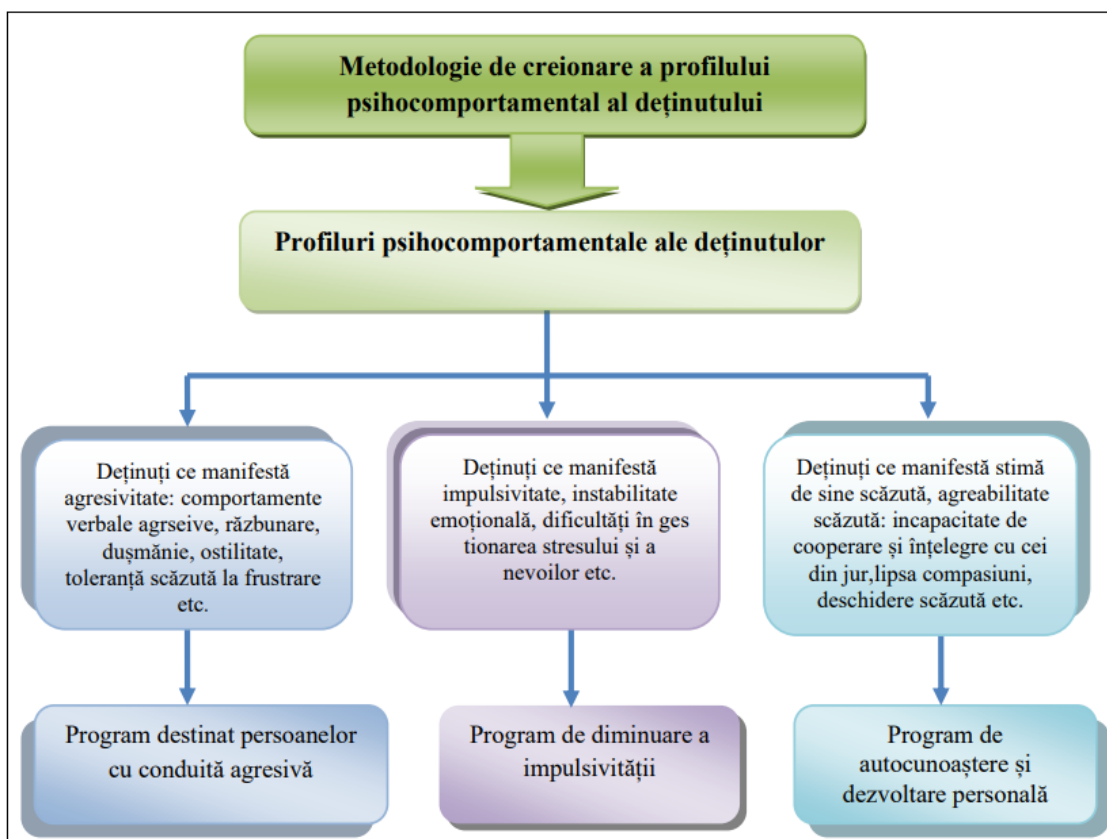 Metodologie de creionare a profilului
psihocomportamental al deținutului
Profiluri psihocomportamentale ale deținutulor
Deținuți ce manifestă
agresivitate: comportamente
verbale agrseive, răzbunare,
dușmănie, ostilitate,
toleranță scăzută la frustrare
etc.
Deținuți ce manifestă
impulsivitate, instabilitate
emoțională, dificultăți în ges
tionarea stresului și a
nevoilor etc.
Deținuți ce manifestă stimă
de sine scăzută, agreabilitate
scăzută: incapacitate de
cooperare și înțelegre cu cei
din jur,lipsa compasiuni,
deschidere scăzută etc.
Program destinat persoanelor
cu conduită agresivă
Program de diminuare a
impulsivității
Program de
autocunoaștere și
dezvoltare personală